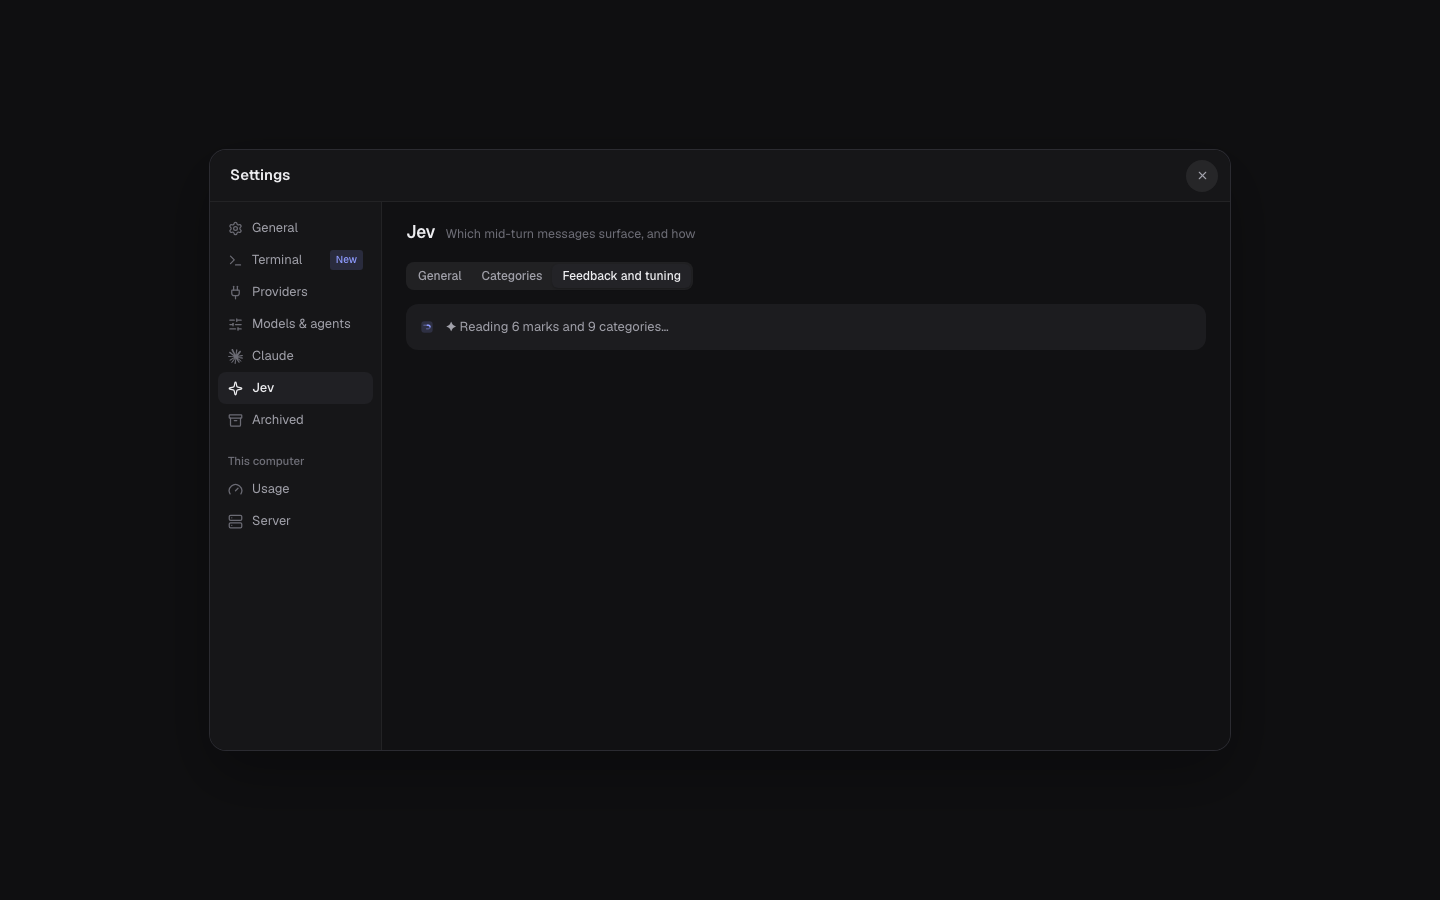 Settings
General
Terminal New
Providers
Models & agents
Claude
Jev
Archived
This computer
Usage
Server
Jev Which mid-turn messages surface, and how
General Categories Feedback and tuning
✦ Reading 6 marks and 9 categories…